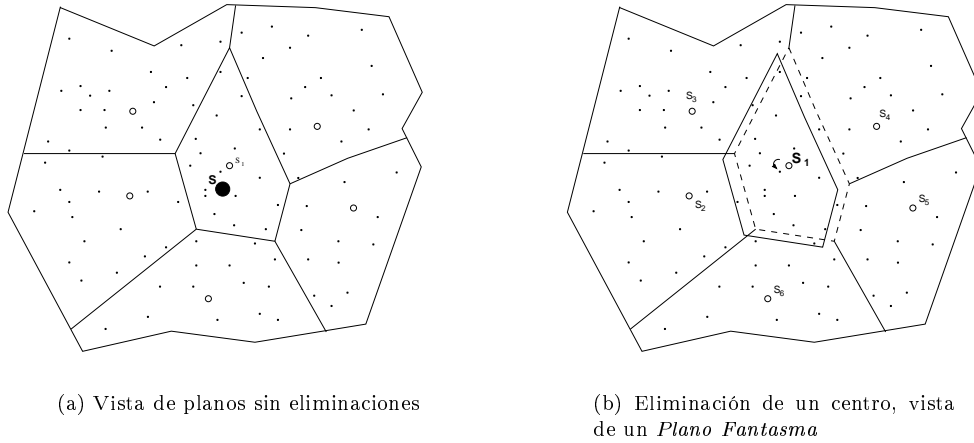 S₁
S
S₃
S₄
S₁
S₂
S₅
S₆
(a) Vista de planos sin eliminaciones
(b) Eliminación de un centro, vista
de un Plano Fantasma